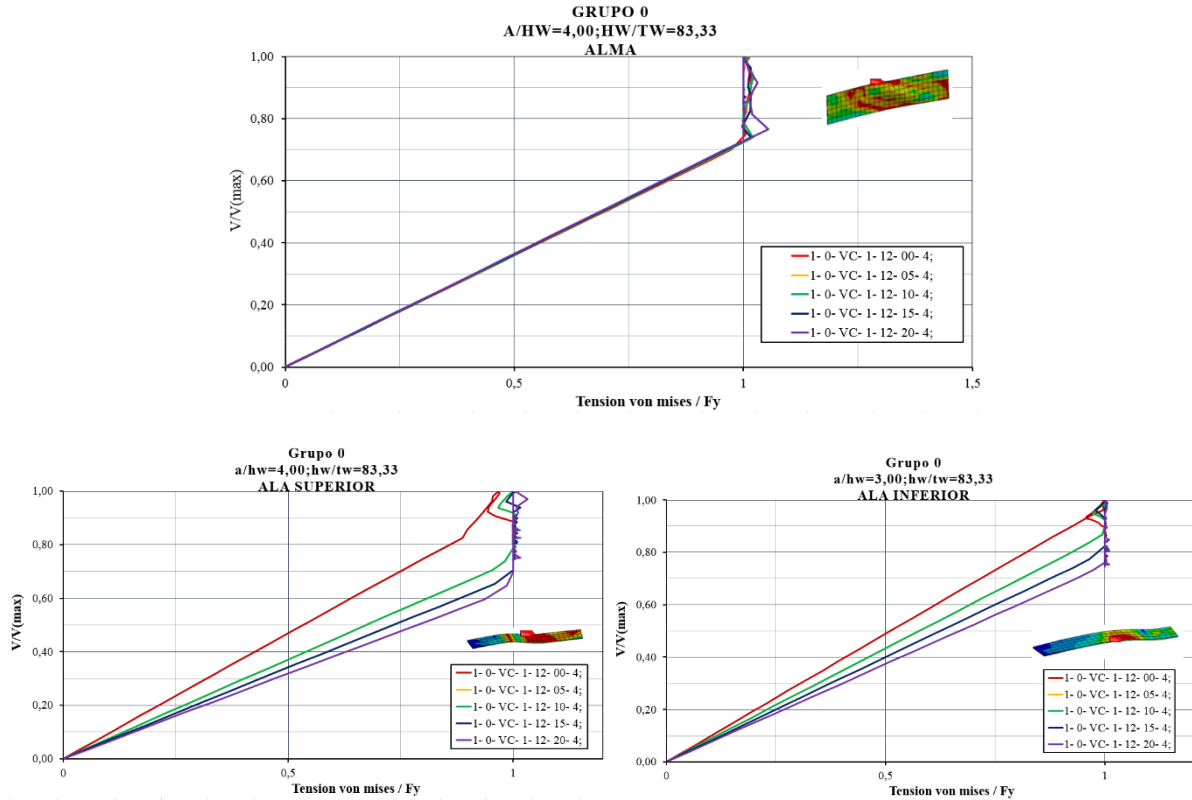 GRUPO 0
A/HW=4,00;HW/TW=83,33
ALMA
1,00
0,80
0,60
0,40
0,20
0,00
V/V(max)
0
0,5
1
1,5
Tension von mises / Fy
1- 0- VC- 1- 12- 00- 4;
1- 0- VC- 1- 12- 05- 4;
1- 0- VC- 1- 12- 10- 4;
1- 0- VC- 1- 12- 15- 4;
1- 0- VC- 1- 12- 20- 4;
Grupo 0
a/hw=4,00;hw/tw=83,33
ALA SUPERIOR
1,00
0,80
0,60
0,40
0,20
0,00
V/V(max)
0
0,5
1
Tension von mises / Fy
1- 0- VC- 1- 12- 00- 4;
1- 0- VC- 1- 12- 05- 4;
1- 0- VC- 1- 12- 10- 4;
1- 0- VC- 1- 12- 15- 4;
1- 0- VC- 1- 12- 20- 4;
Grupo 0
a/hw=3,00;hw/tw=83,33
ALA INFERIOR
1,00
0,80
0,60
0,40
0,20
0,00
V/V(max)
0
0,5
1
Tension von mises / Fy
1- 0- VC- 1- 12- 00- 4;
1- 0- VC- 1- 12- 05- 4;
1- 0- VC- 1- 12- 10- 4;
1- 0- VC- 1- 12- 15- 4;
1- 0- VC- 1- 12- 20- 4;